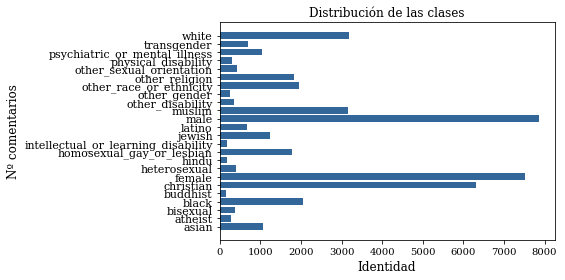 Distribución de las clases
white
transgender
psychiatric_or_mental_illness
physical_disability
other_sexual_orientation
other_religion
other_race_or_ethnicity
other_gender
other_disability
muslim
male
latino
jewish
intellectual_or_learning_disability
homosexual_gay_or_lesbian
hindu
heterosexual
female
christian
buddhist
black
bisexual
atheist
asian
Nº comentarios
0 1000 2000 3000 4000 5000 6000 7000 8000
Identidad